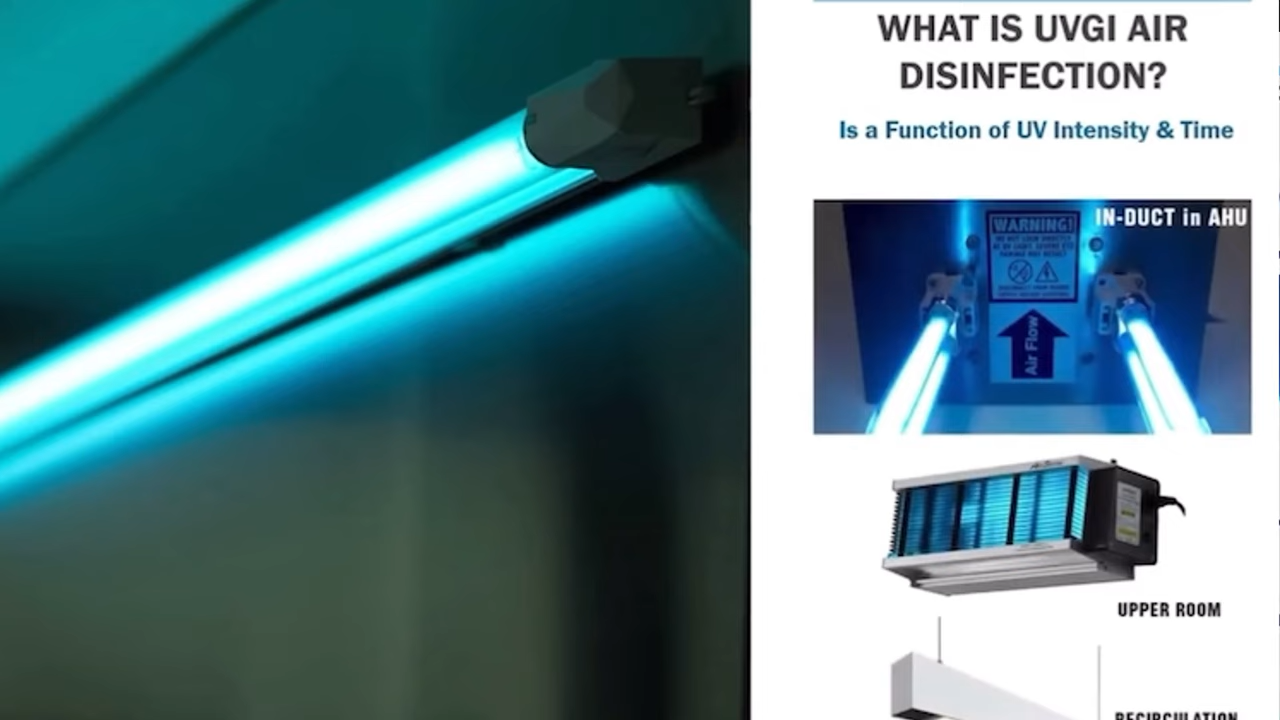 WHAT IS UVGI AIR
DISINFECTION?
Is a Function of UV Intensity & Time
IN-DUCT in AHU
WARNING!
Air Flow
UPPER ROOM
RECIRCULATION